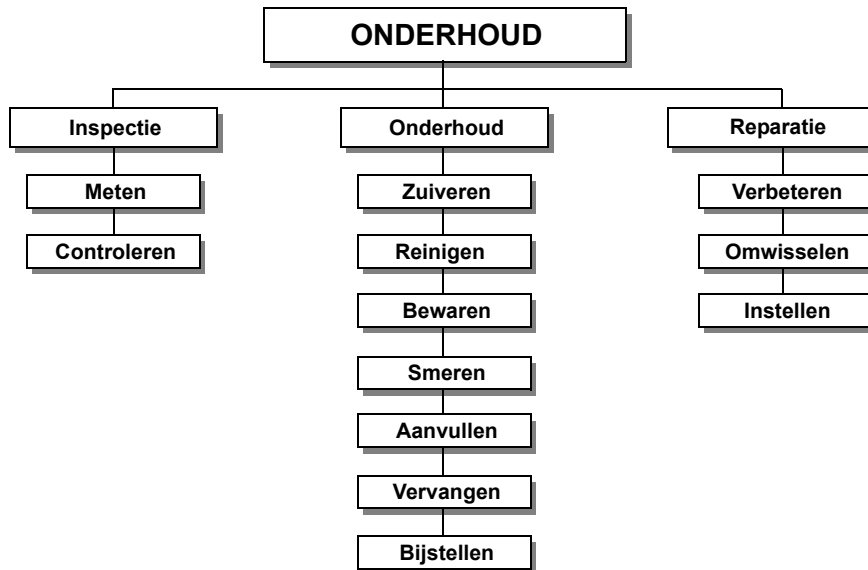 ONDERHOUD
Inspectie
Meten
Controleren
Onderhoud
Zuiveren
Reinigen
Bewaren
Smeren
Aanvullen
Vervangen
Bijstellen
Reparatie
Verbeteren
Omwisselen
Instellen